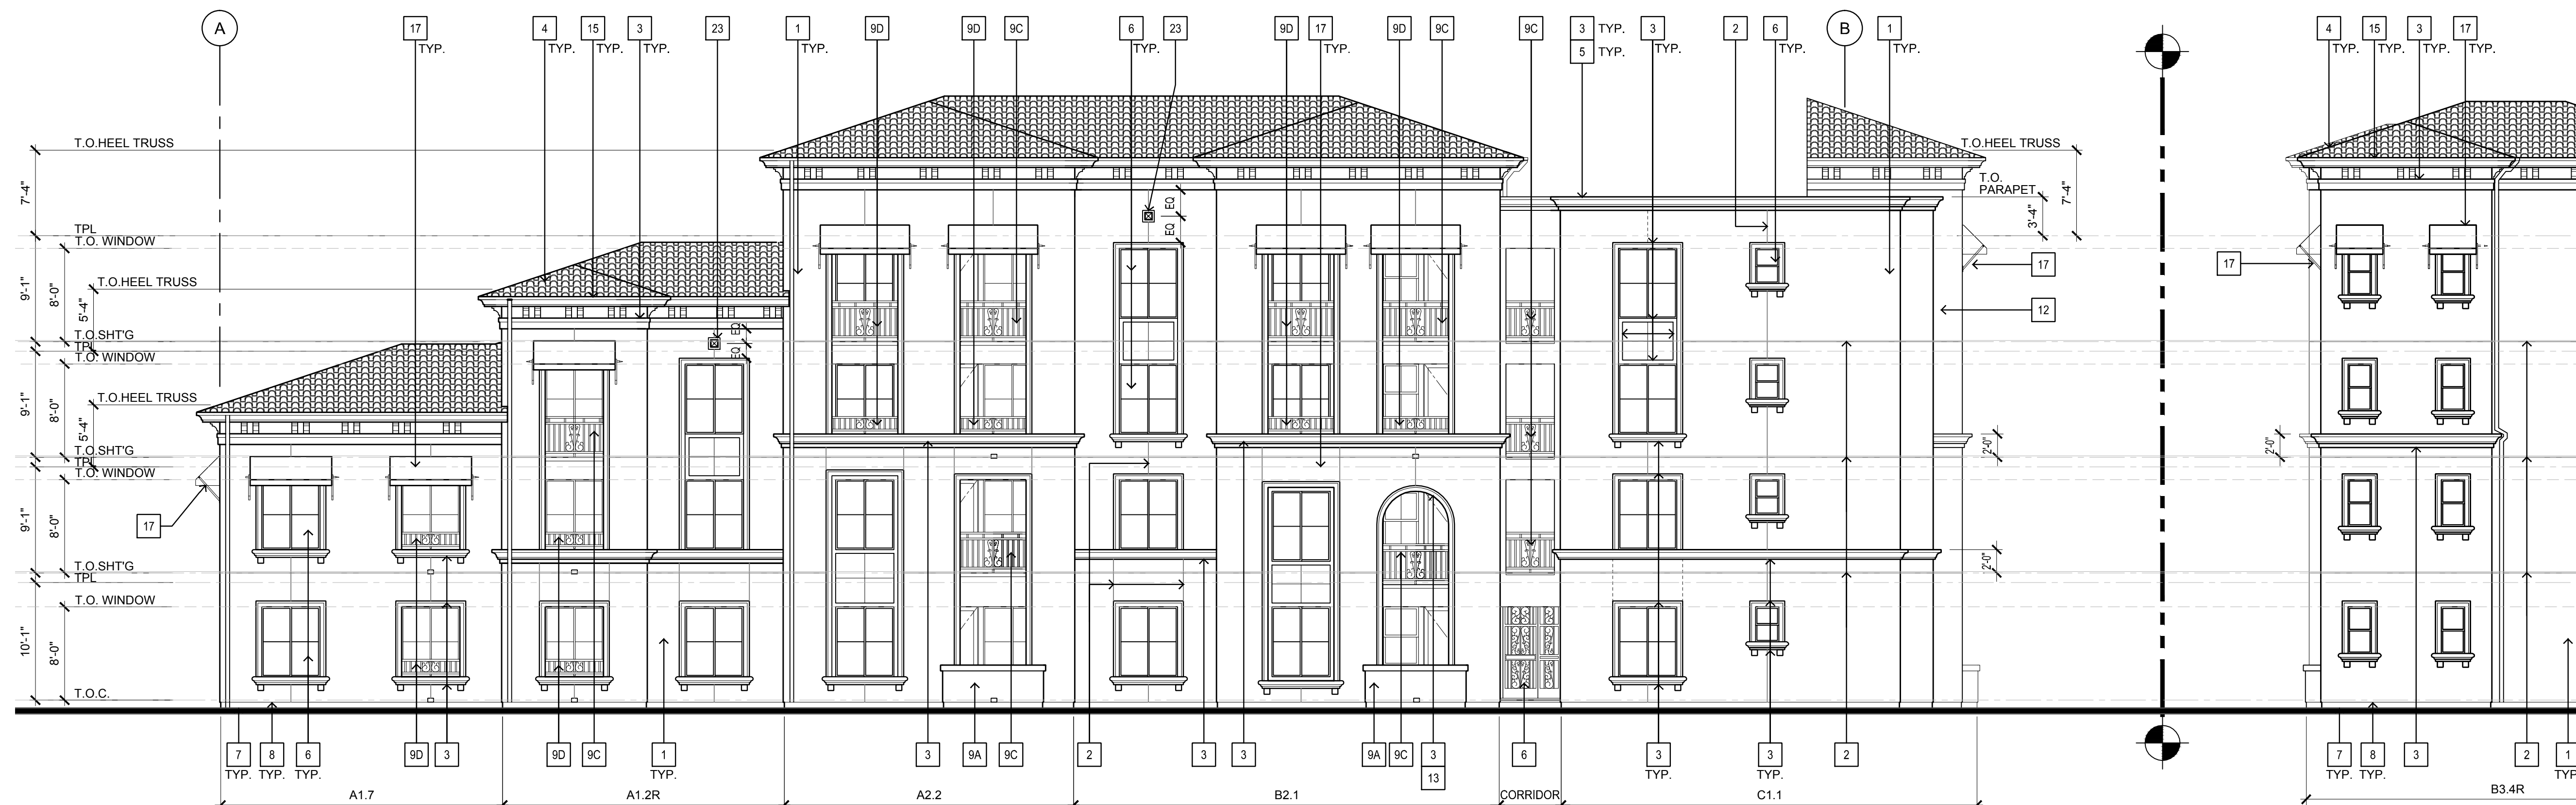 A
17
TYP.
4
TYP.
15
TYP.
3
TYP.
23
1
TYP.
9D
9D
9C
6
TYP.
23
9D
17
TYP.
9D
9C
9C
3 TYP.
5 TYP.
3
TYP.
2
6
TYP.
B
1
TYP.
4
TYP.
15
TYP.
3
TYP.
17
TYP.
T.O.HEEL TRUSS
7'-4"
TPL
T.O. WINDOW
9'-1"
8'-0"
T.O.HEEL TRUSS
5'-4"
T.O.SHT'G
TPL
T.O. WINDOW
9'-1"
8'-0"
T.O.HEEL TRUSS
5'-4"
T.O.SHT'G
TPL
T.O. WINDOW
9'-1"
8'-0"
T.O.SHT'G
TPL
T.O. WINDOW
10'-1"
8'-0"
T.O.C.
17
EQ
EQ
EQ
EQ
T.O.HEEL TRUSS
T.O.
PARAPET
7'-4"
3'-4"
17
12
2'-0"
2'-0"
17
2'-0"
7
TYP.
8
TYP.
6
TYP.
9D
3
9D
9C
1
TYP.
3
9A
9C
2
3
3
9A
9C
3
13
6
3
TYP.
3
TYP.
2
7
TYP.
8
TYP.
3
2
1
TYP.
A1.7
A1.2R
A2.2
B2.1
CORRIDOR
C1.1
B3.4R